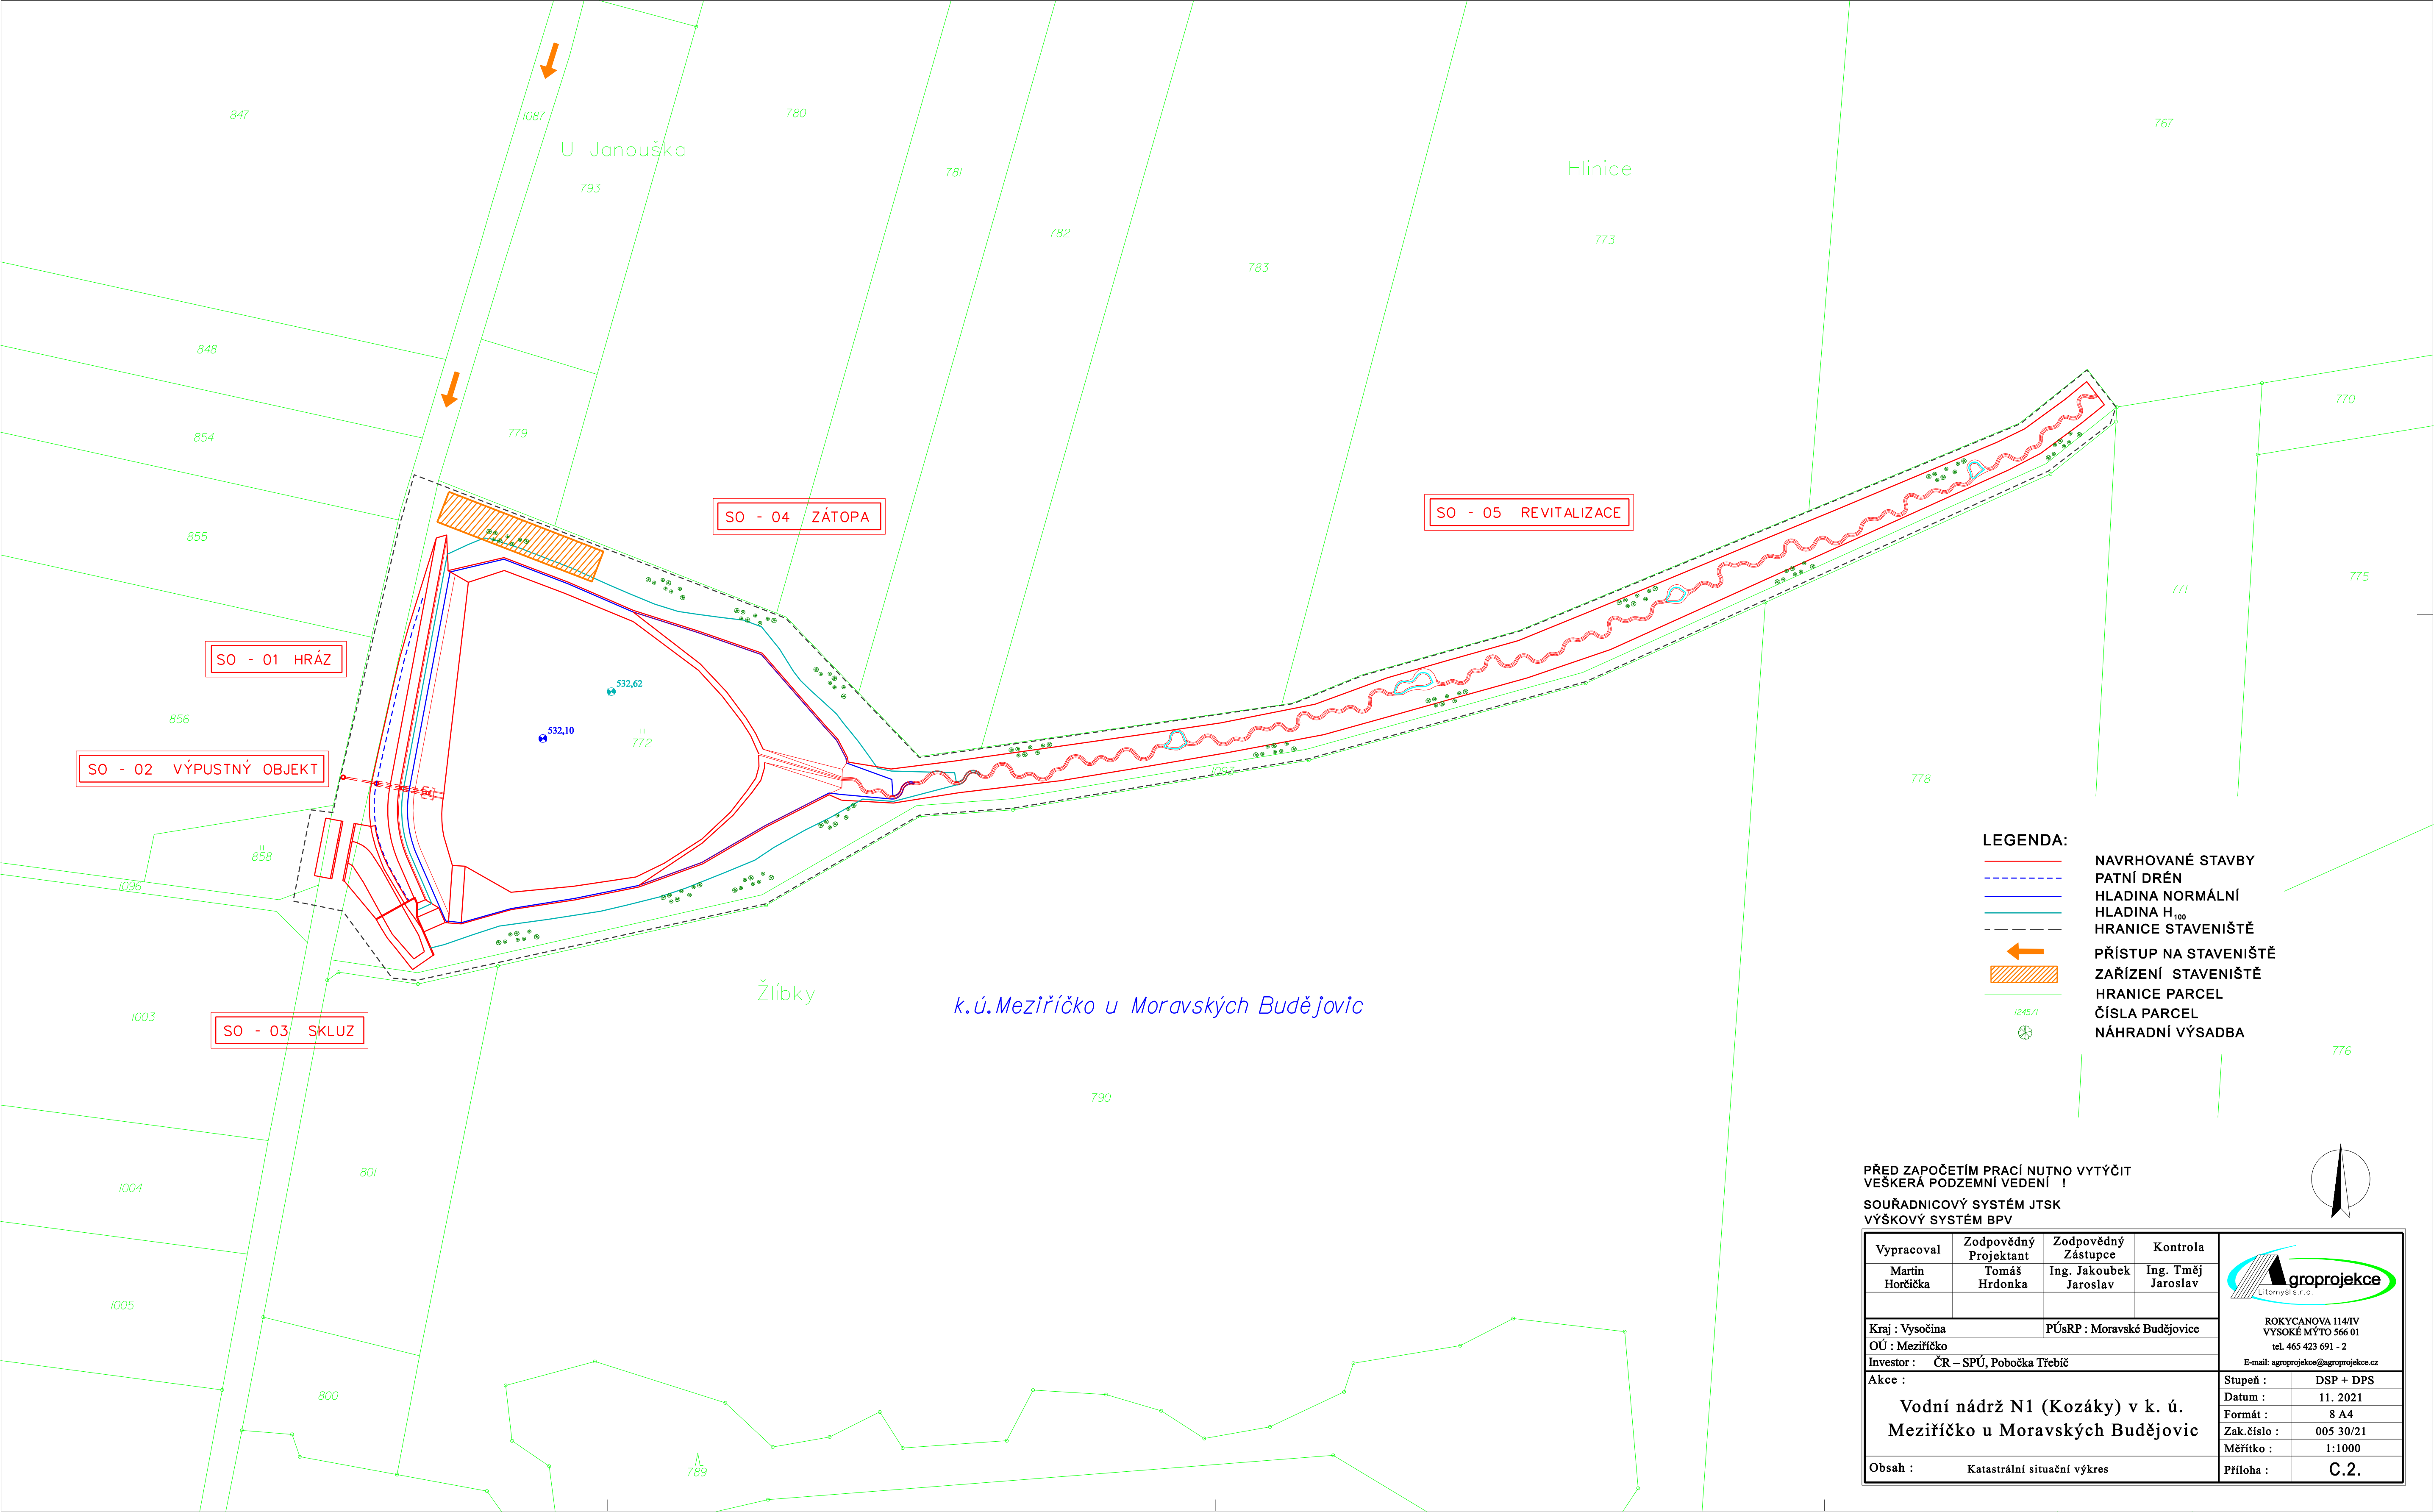 847
1087
U Janouška
793
780
781
782
783
Hlinice
773
767
848
854
779
855
770
775
771
SO - 04 ZÁTOPA
SO - 05 REVITALIZACE
SO - 01 HRÁZ
532,62
532,10
772
856
SO - 02 VÝPUSTNÝ OBJEKT
1093
778
858
1096
LEGENDA:
NAVRHOVANÉ STAVBY
PATNÍ DRÉN
HLADINA NORMÁLNÍ
HLADINA H100
HRANICE STAVENIŠTĚ
PŘÍSTUP NA STAVENIŠTĚ
ZAŘÍZENÍ STAVENIŠTĚ
HRANICE PARCEL
1245/1
ČÍSLA PARCEL
NÁHRADNÍ VÝSADBA
Žlíbky
k.ú.Meziříčko u Moravských Budějovic
1003
SO - 03 SKLUZ
776
790
801
1004
1005
800
789
PŘED ZAPOČETÍM PRACÍ NUTNO VYTÝČIT
VEŠKERÁ PODZEMNÍ VEDENÍ !
SOUŘADNICOVÝ SYSTÉM JTSK
VÝŠKOVÝ SYSTÉM BPV
Vypracoval
Zodpovědný
Projektant
Zodpovědný
Zástupce
Kontrola
Martin
Horčička
Tomáš
Hrdonka
Ing. Jakoubek
Jaroslav
Ing. Tměj
Jaroslav
Agroprojekce
Litomyšl s.r.o.
ROKYCANOVA 114/IV
VYSOKÉ MÝTO 566 01
tel. 465 423 691 - 2
E-mail: agroprojekce@agroprojekce.cz
Kraj : Vysočina
PÚsRP : Moravské Budějovice
OÚ : Meziříčko
Investor : ČR – SPÚ, Pobočka Třebíč
Akce :
Vodní nádrž N1 (Kozáky) v k. ú.
Meziříčko u Moravských Budějovic
Obsah : Katastrální situační výkres
Stupeň : DSP + DPS
Datum : 11. 2021
Formát : 8 A4
Zak.číslo : 005 30/21
Měřítko : 1:1000
Příloha : C.2.